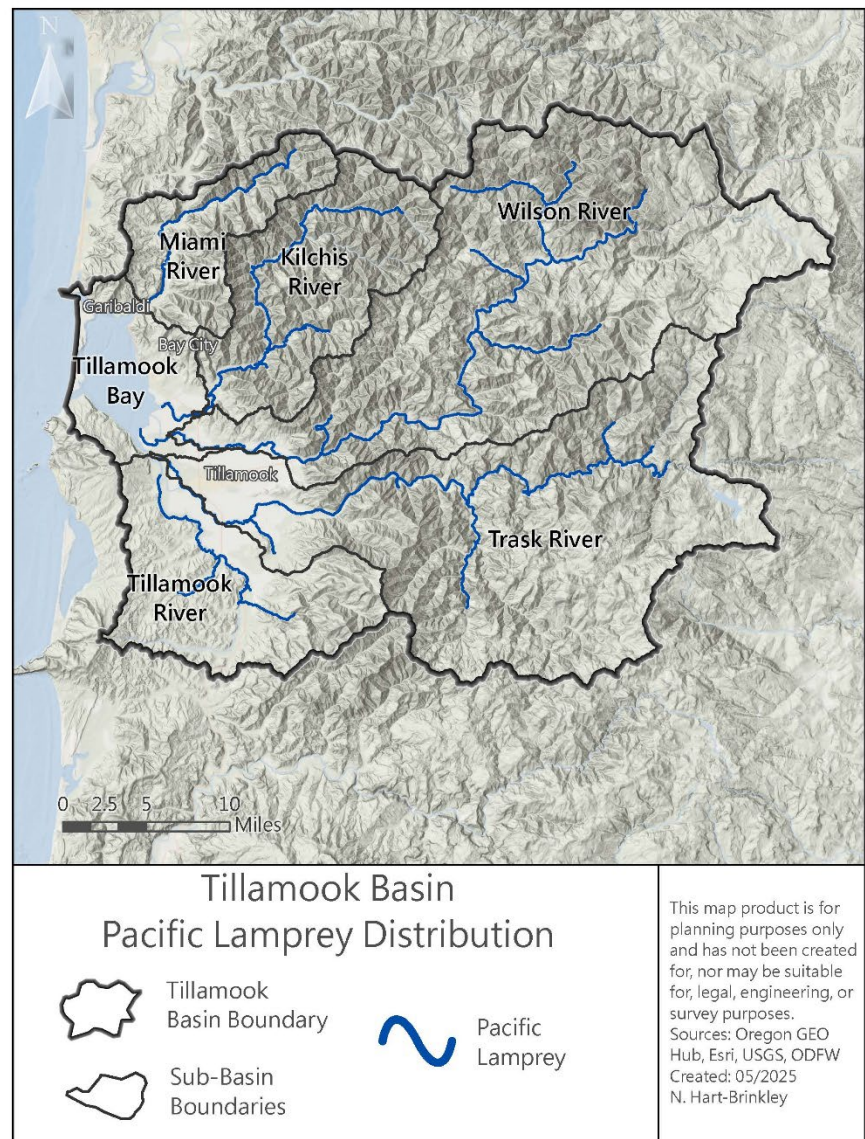 N
Wilson River
Miami
River
Kilchis
River
Garibaldi
Bay City
Tillamook
Bay
Tillamook
Trask River
Tillamook
River
0 2.5 5 10
Miles
Tillamook Basin
Pacific Lamprey Distribution
Tillamook
Basin Boundary
Sub-Basin
Boundaries
Pacific
Lamprey
This map product is for
planning purposes only
and has not been created
for, nor may be suitable
for, legal, engineering, or
survey purposes.
Sources: Oregon GEO
Hub, Esri, USGS, ODFW
Created: 05/2025
N. Hart-Brinkley